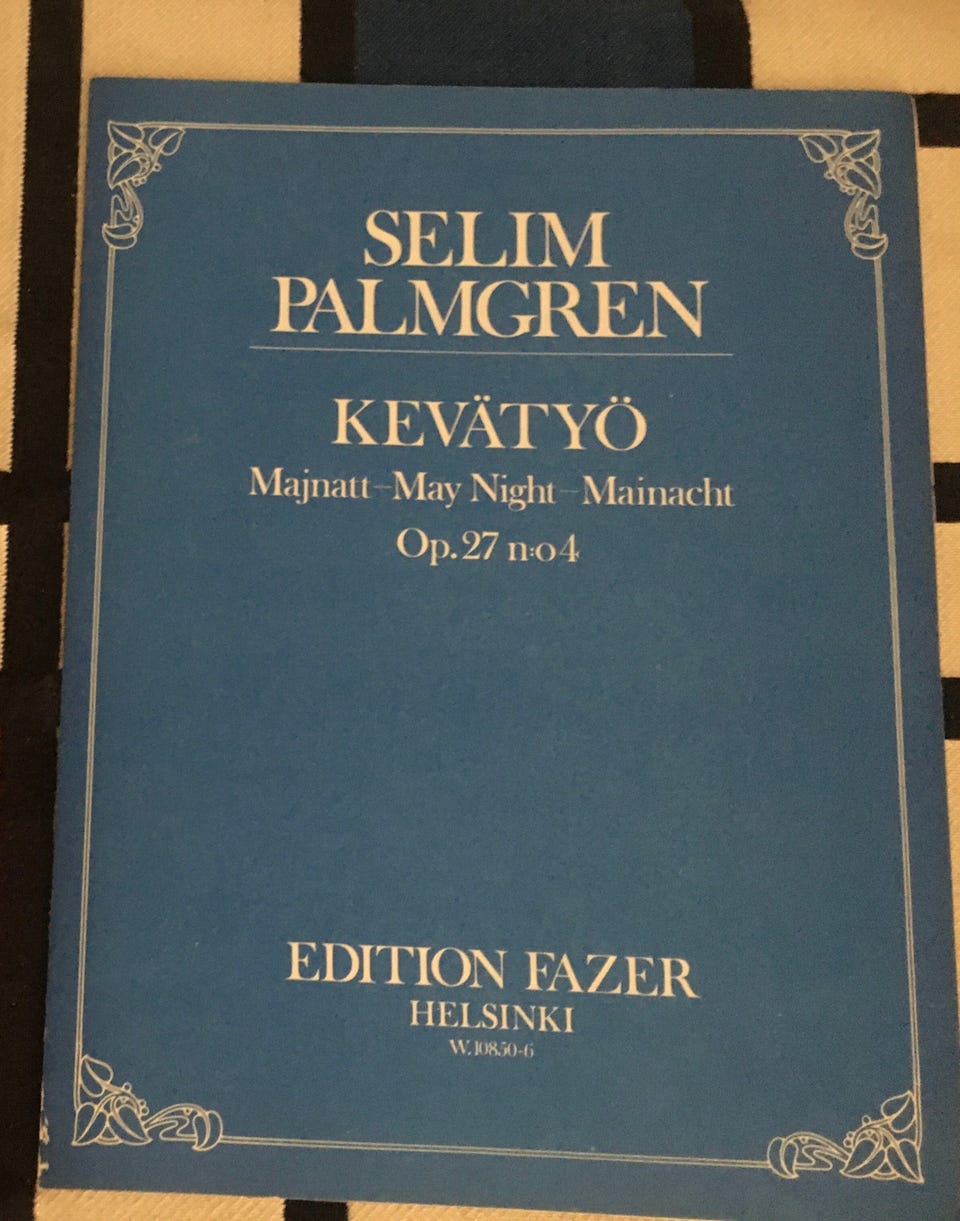 SELIM
PALMGREN
KEVÄTYÖ
Majnatt–May Night–Mainacht
Op. 27 n:o 4
EDITION FAZER
HELSINKI
W. 10850-6